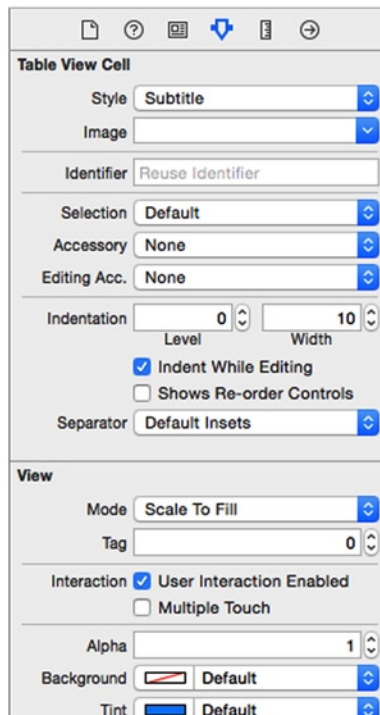 Table View Cell
Style Subtitle
Image
Identifier Reuse Identifier
Selection Default
Accessory None
Editing Acc. None
Indentation 0 10
Level Width
Indent While Editing
Shows Re-order Controls
Separator Default Insets
View
Mode Scale To Fill
Tag 0
Interaction User Interaction Enabled
Multiple Touch
Alpha 1
Background Default
Tint Default